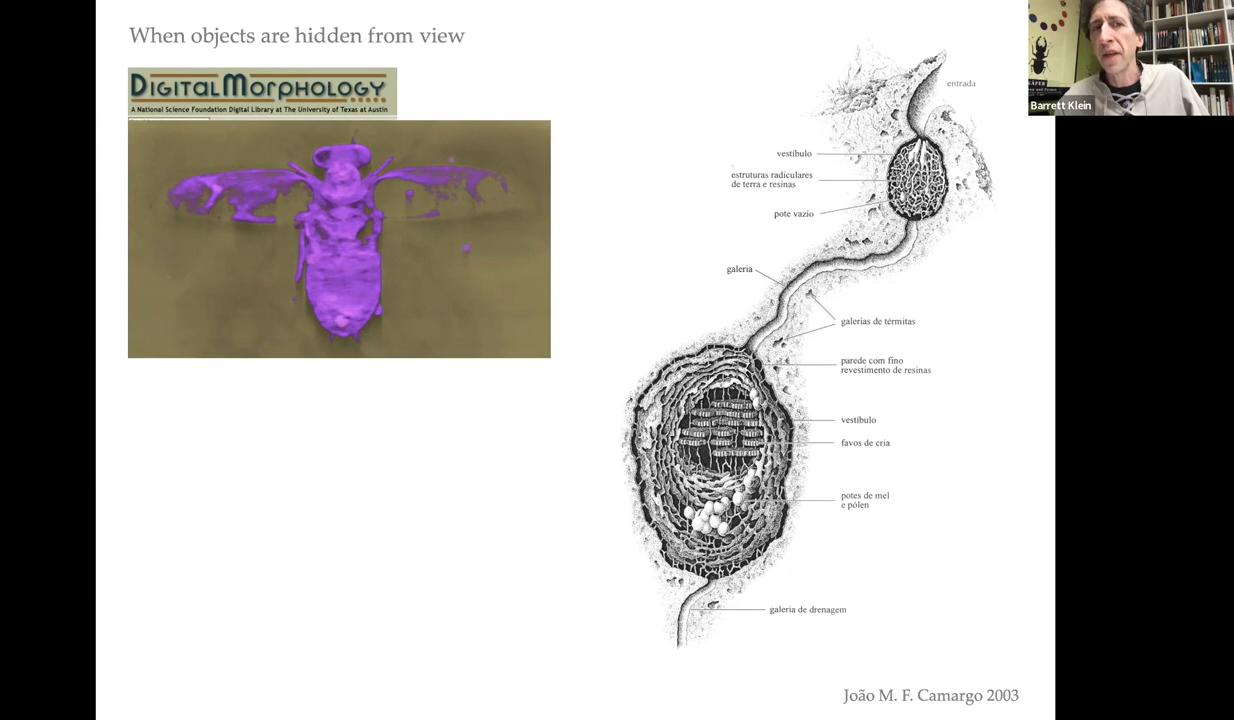 When objects are hidden from view
DIGITALMORPHOLOGY
A National Science Foundation Digital Library at The University of Texas at Austin
entrada
vestíbulo
estruturas radiculares
de terra e resinas
pote vazio
galeria
galerias de térmitas
parede com fino
revestimento de resinas
vestíbulo
favos de cria
potes de mel
e pólen
galeria de drenagem
João M. F. Camargo 2003
Barrett Klein